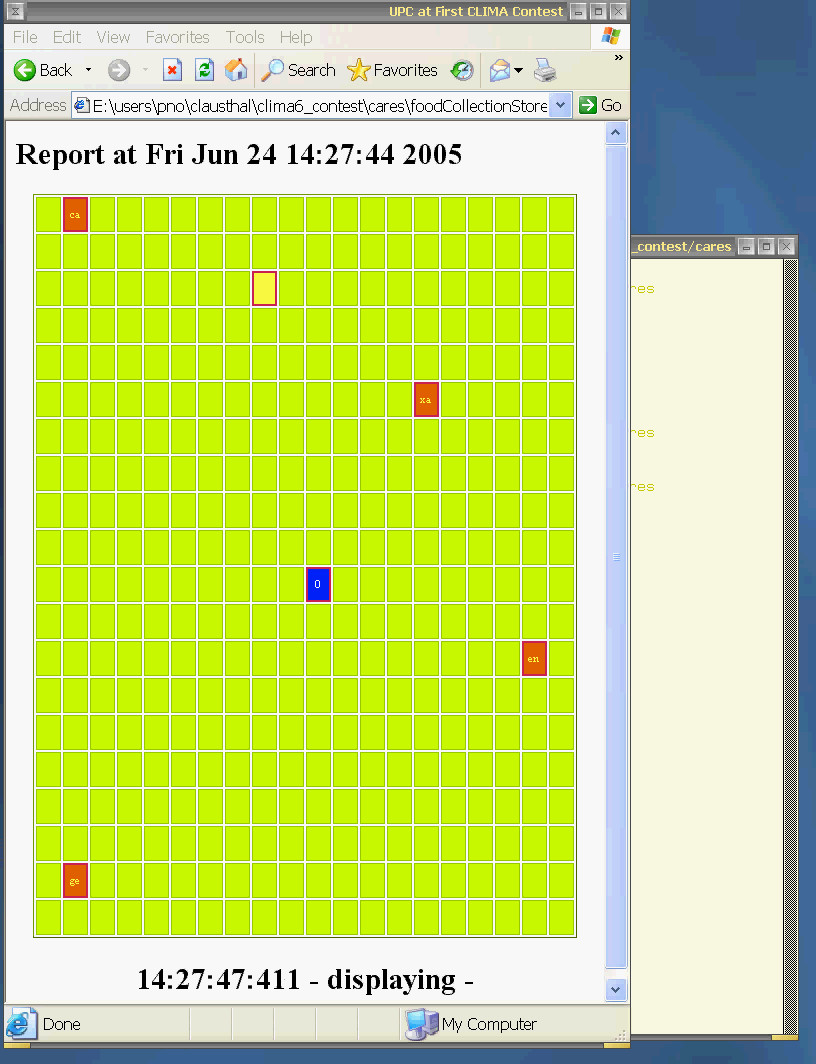 UPC at First CLIMA Contest
File Edit View Favorites Tools Help
Back Search Favorites »
Address E:\users\pno\clausthal\clima6_contest\cares\foodCollectionStore Go
Report at Fri Jun 24 14:27:44 2005
ca
_contest/cares
res
xa
res
res
0
en
ge
14:27:47:411 - displaying -
Done My Computer